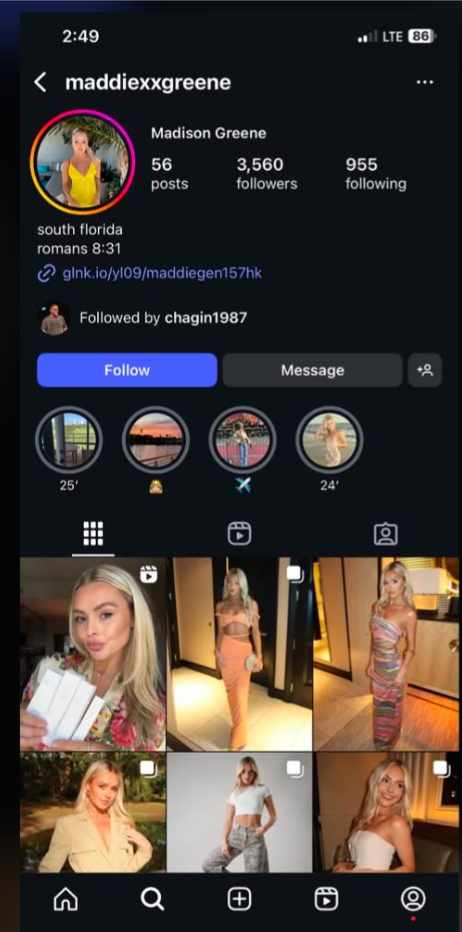 2:49
LTE 86
maddiexxgreene
Madison Greene
56 3,560 955
posts followers following
south florida
romans 8:31
glnk.io/yl09/maddiegen157hk
Followed by chagin1987
Follow Message
25'
24'